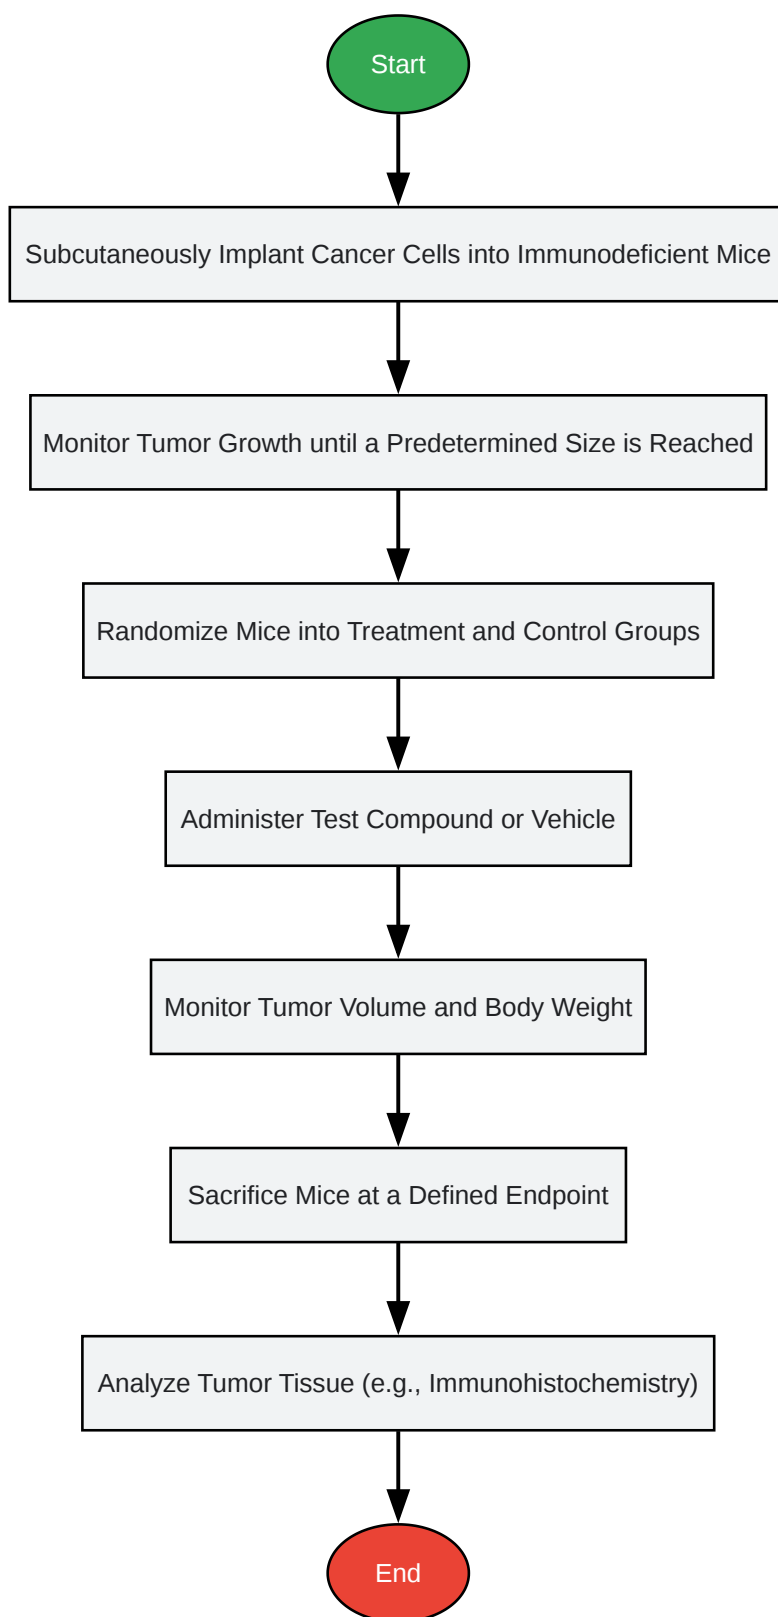 Start
Subcutaneously Implant Cancer Cells into Immunodeficient Mice
Monitor Tumor Growth until a Predetermined Size is Reached
Randomize Mice into Treatment and Control Groups
Administer Test Compound or Vehicle
Monitor Tumor Volume and Body Weight
Sacrifice Mice at a Defined Endpoint
Analyze Tumor Tissue (e.g., Immunohistochemistry)
End